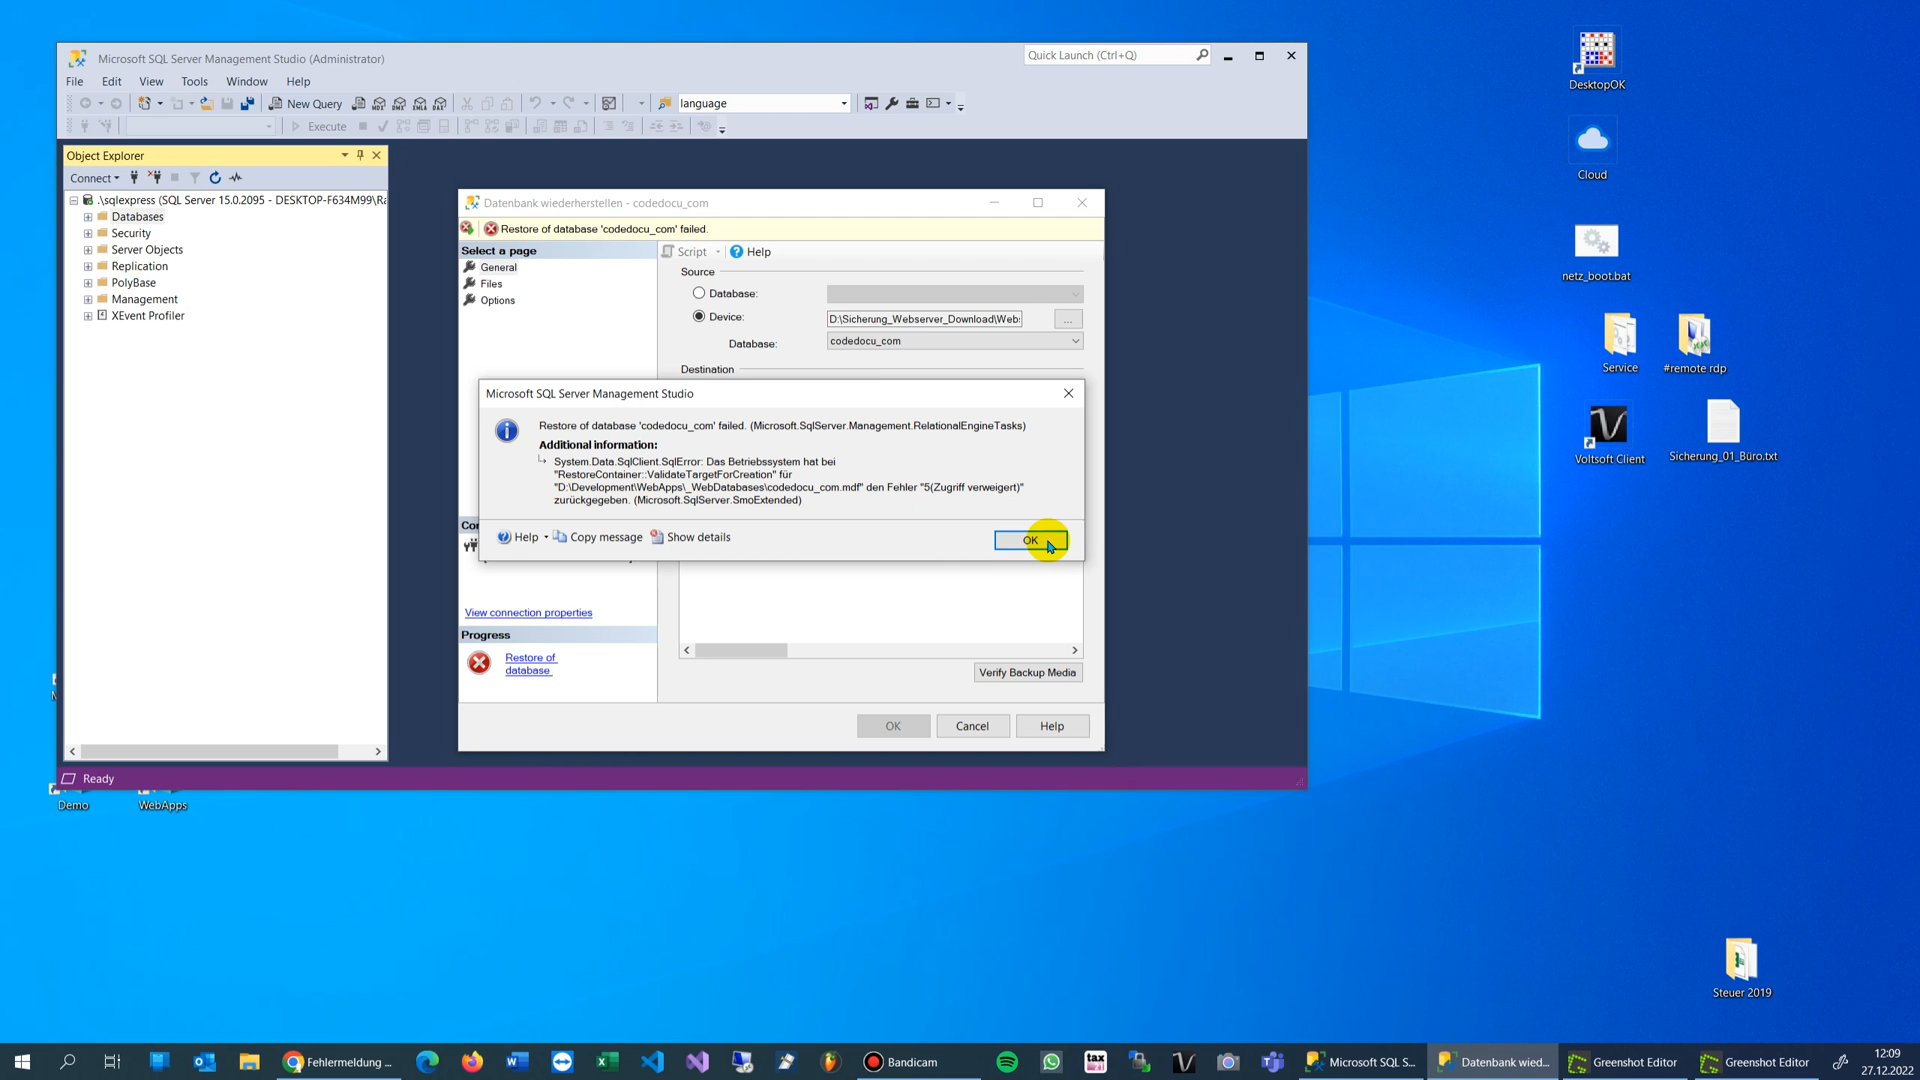 Microsoft SQL Server Management Studio (Administrator)
Quick Launch (Ctrl+Q)
File Edit View Tools Window Help
New Query
MDX DMX XMLA DAX
language
Execute
Object Explorer
Connect
.\sqlexpress (SQL Server 15.0.2095 - DESKTOP-F634M99\Ra
Databases
Security
Server Objects
Replication
PolyBase
Management
XEvent Profiler
Datenbank wiederherstellen - codedocu_com
Restore of database 'codedocu_com' failed.
Select a page
General
Files
Options
Script
Help
Source
Database:
Device:
D:\Sicherung_Webserver_Download\Web
...
Database:
codedocu_com
Destination
Microsoft SQL Server Management Studio
Restore of database 'codedocu_com' failed. (Microsoft.SqlServer.Management.RelationalEngineTasks)
Additional information:
System.Data.SqlClient.SqlError: Das Betriebssystem hat bei
"RestoreContainer::ValidateTargetForCreation" für
"D:\Development\WebApps\_WebDatabases\codedocu_com.mdf" den Fehler "5(Zugriff verweigert)"
zurückgegeben. (Microsoft.SqlServer.SmoExtended)
Help Copy message Show details
OK
Con
View connection properties
Progress
Restore of
database
Verify Backup Media
OK Cancel Help
Ready
Demo
WebApps
DesktopOK
Cloud
netz_boot.bat
Service
#remote rdp
Voltsoft Client
Sicherung_01_Büro.txt
Steuer 2019
Fehlermeldung ...
Bandicam
tax
Microsoft SQL S...
Datenbank wied...
Greenshot Editor
Greenshot Editor
12:09
27.12.2022